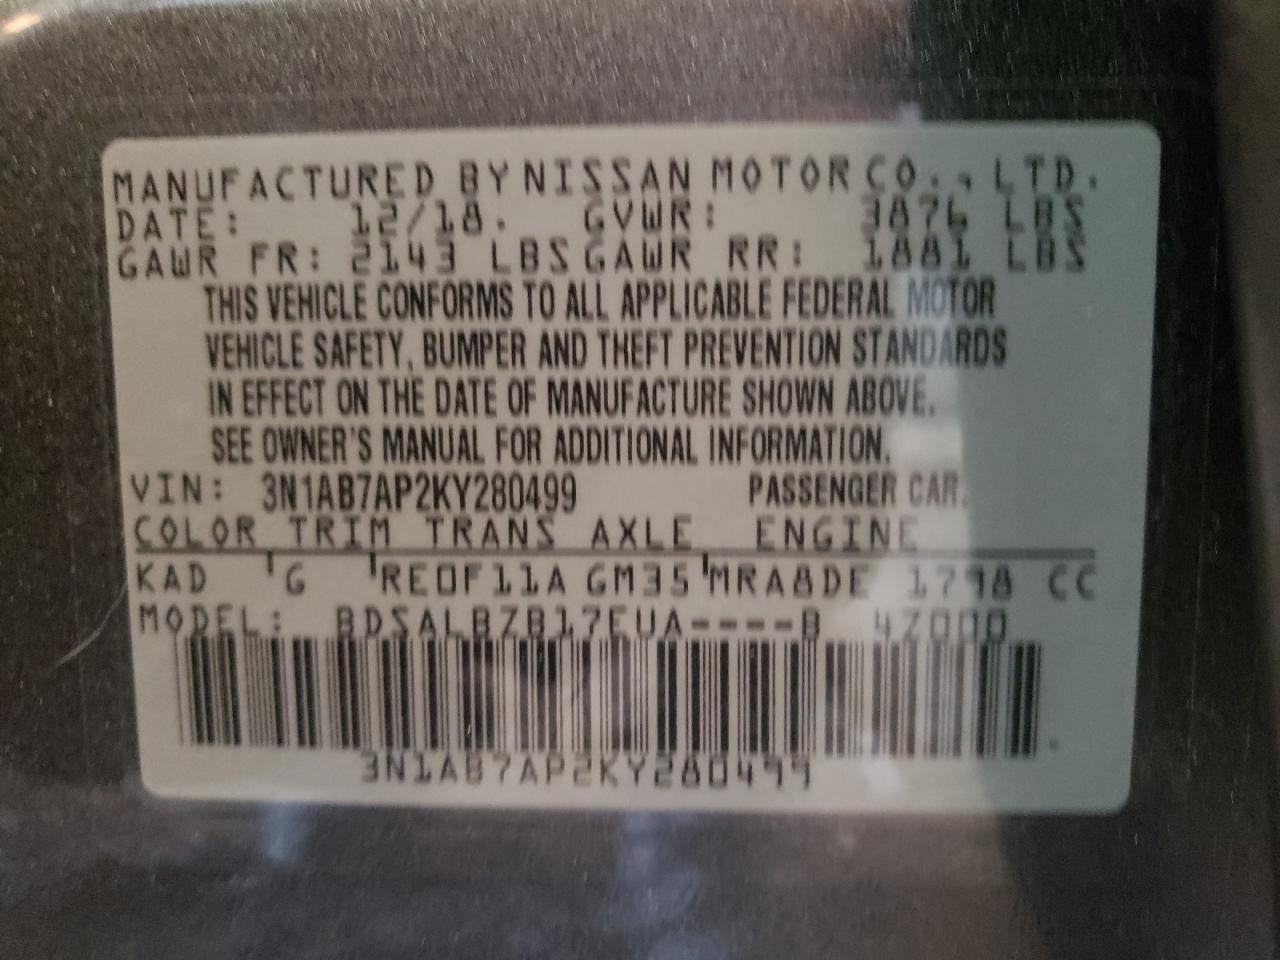 MANUFACTURED BY NISSAN MOTOR CO., LTD.
DATE: 12/18. GVWR: 3876 LBS
GAWR FR: 2143 LBS GAWR RR: 1881 LBS
THIS VEHICLE CONFORMS TO ALL APPLICABLE FEDERAL MOTOR
VEHICLE SAFETY, BUMPER AND THEFT PREVENTION STANDARDS
IN EFFECT ON THE DATE OF MANUFACTURE SHOWN ABOVE.
SEE OWNER'S MANUAL FOR ADDITIONAL INFORMATION.
VIN: 3N1AB7AP2KY280499 PASSENGER CAR.
COLOR TRIM TRANS AXLE ENGINE
KAD G RE0F11A GM35 MRA8DE 1798 CC
MODEL: BDSALBZB17EUA----B 4Z000
3N1AB7AP2KY280499